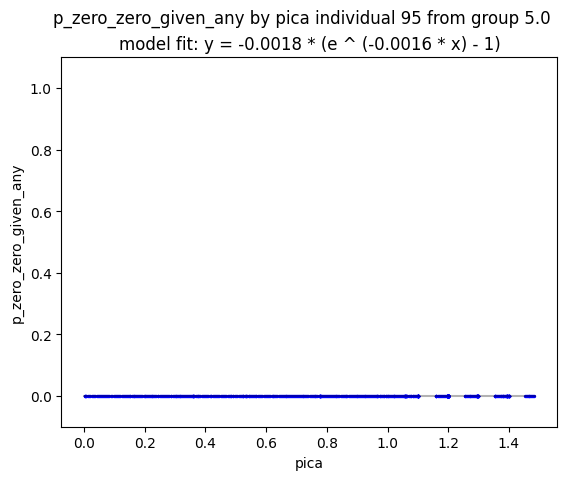 p_zero_zero_given_any by pica individual 95 from group 5.0
model fit: y = -0.0018 * (e ^ (-0.0016 * x) - 1)
1.0
0.8
0.6
0.4
0.2
0.0
p_zero_zero_given_any
0.0 0.2 0.4 0.6 0.8 1.0 1.2 1.4
pica